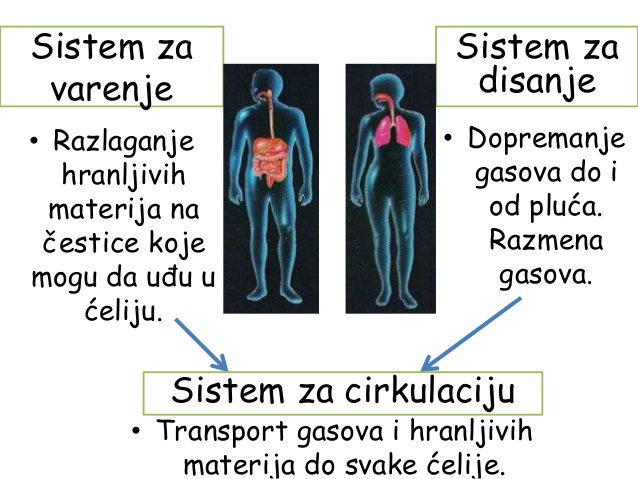 Sistem za
varenje
• Razlaganje
hranljivih
materija na
čestice koje
mogu da uđu u
ćeliju.
Sistem za
disanje
• Dopremanje
gasova do i
od pluća.
Razmena
gasova.
Sistem za cirkulaciju
• Transport gasova i hranljivih
materija do svake ćelije.